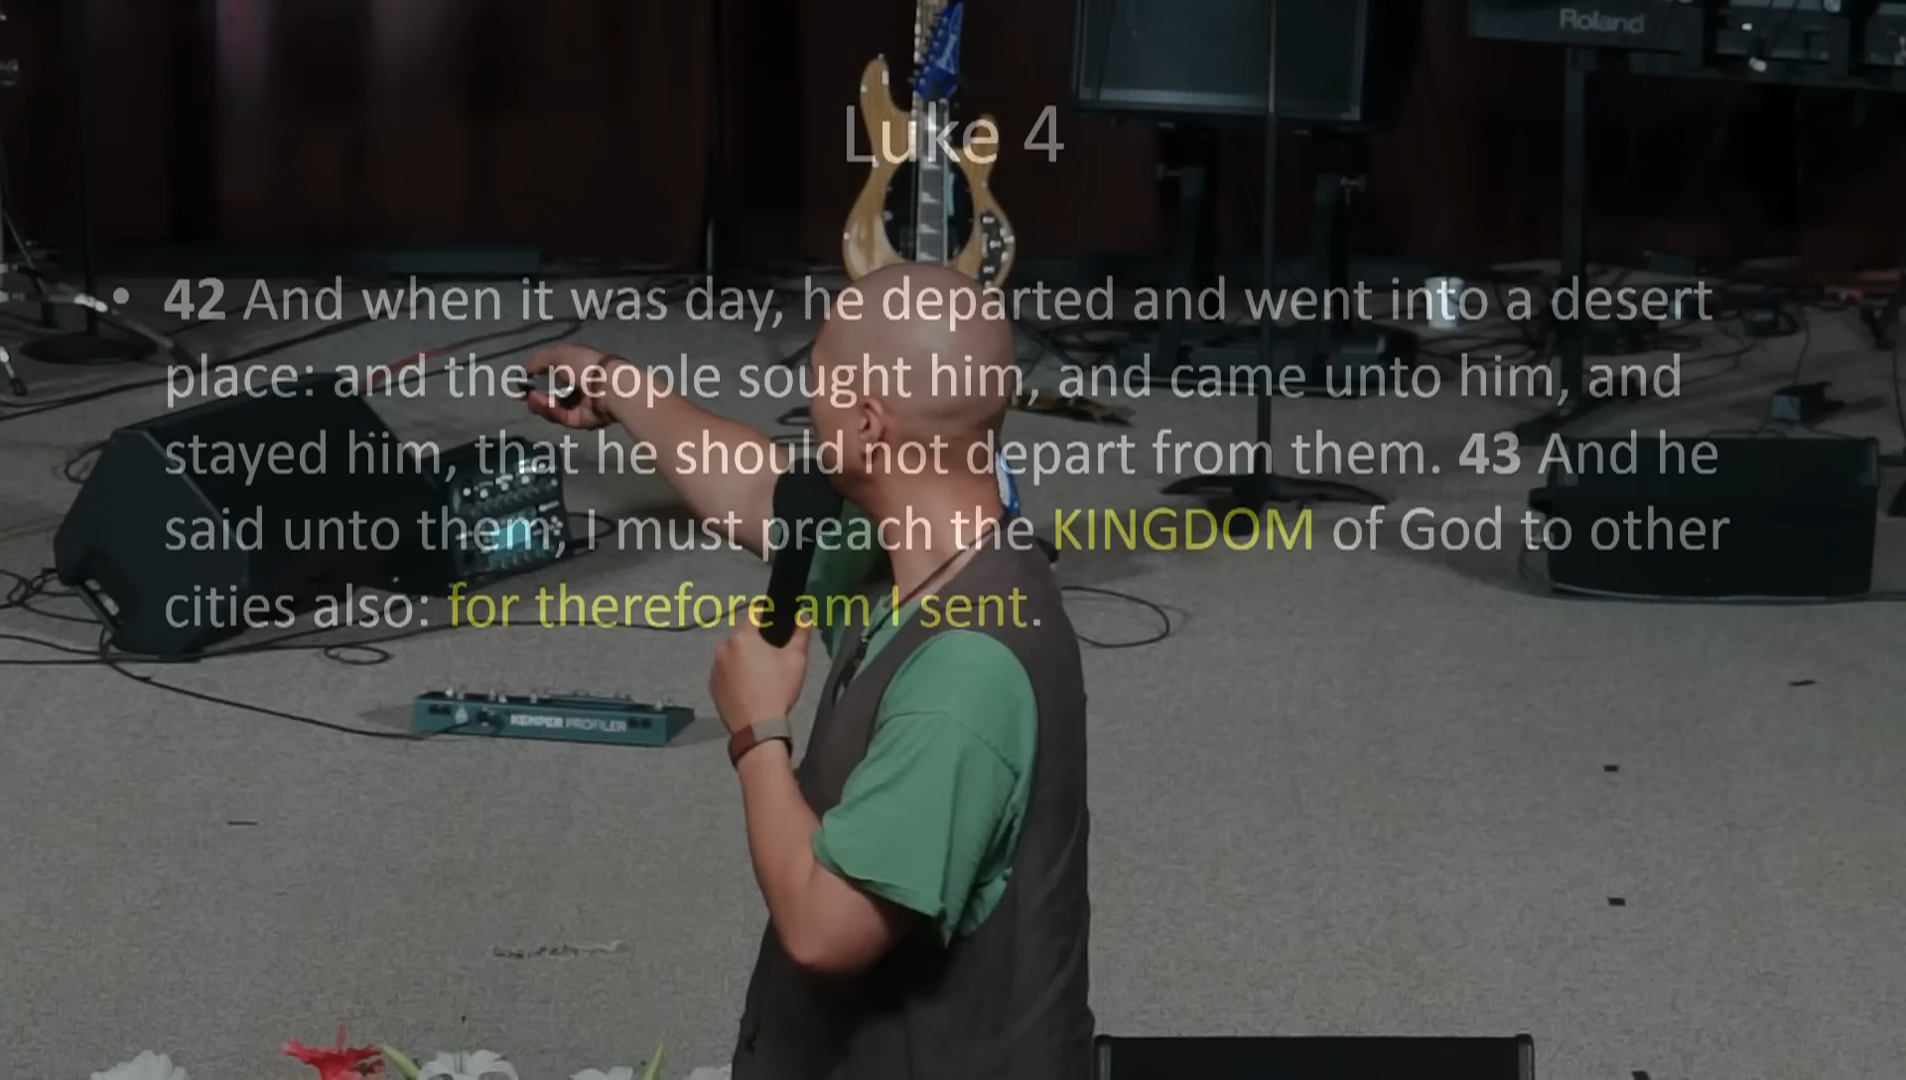 Roland
Luke 4
• 42 And when it was day, he departed and went into a desert
place: and the people sought him, and came unto him, and
stayed him, that he should not depart from them. 43 And he
said unto them, I must preach the KINGDOM of God to other
cities also: for therefore am I sent.
KEMPER PROFILER